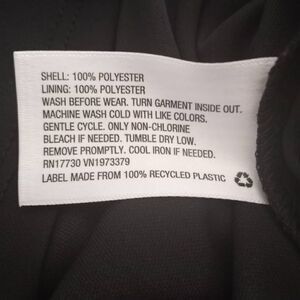 SHELL: 100% POLYESTER
LINING: 100% POLYESTER
WASH BEFORE WEAR. TURN GARMENT INSIDE OUT.
MACHINE WASH COLD WITH LIKE COLORS.
GENTLE CYCLE. ONLY NON-CHLORINE
BLEACH IF NEEDED. TUMBLE DRY LOW.
REMOVE PROMPTLY. COOL IRON IF NEEDED.
RN17730 VN1973379
LABEL MADE FROM 100% RECYCLED PLASTIC